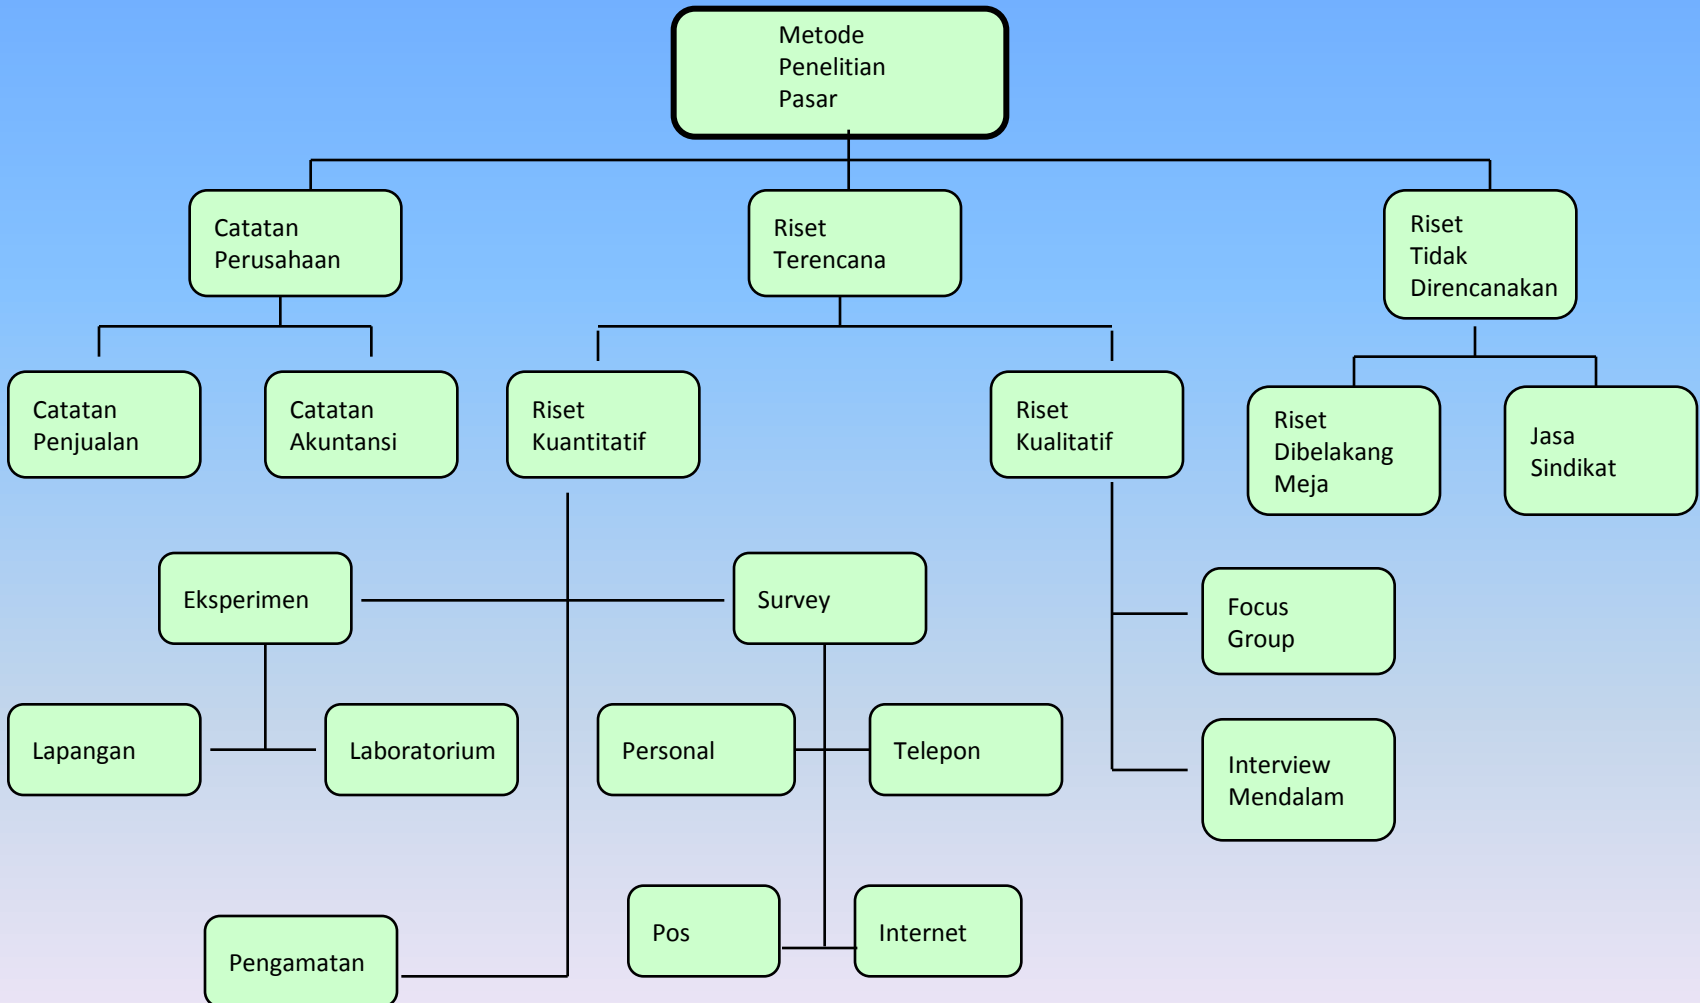 Metode
Penelitian
Pasar
Catatan
Perusahaan
Riset
Terencana
Riset
Tidak
Direncanakan
Catatan
Penjualan
Catatan
Akuntansi
Riset
Kuantitatif
Riset
Kualitatif
Riset
Dibelakang
Meja
Jasa
Sindikat
Eksperimen
Survey
Focus
Group
Lapangan
Laboratorium
Personal
Telepon
Interview
Mendalam
Pos
Internet
Pengamatan